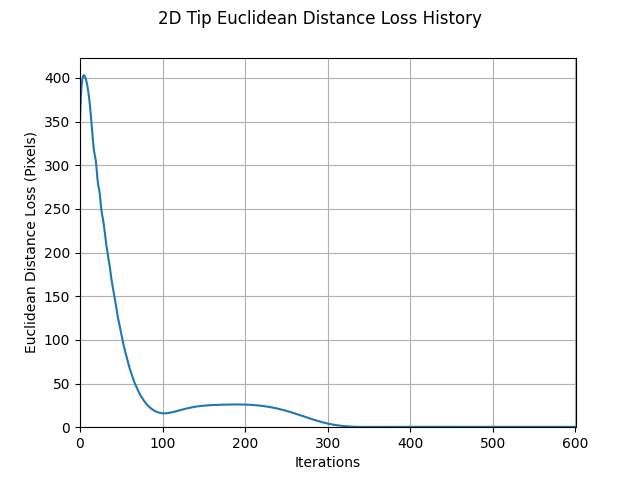 2D Tip Euclidean Distance Loss History
400
350
300
250
200
150
100
50
0
Euclidean Distance Loss (Pixels)
0 100 200 300 400 500 600
Iterations